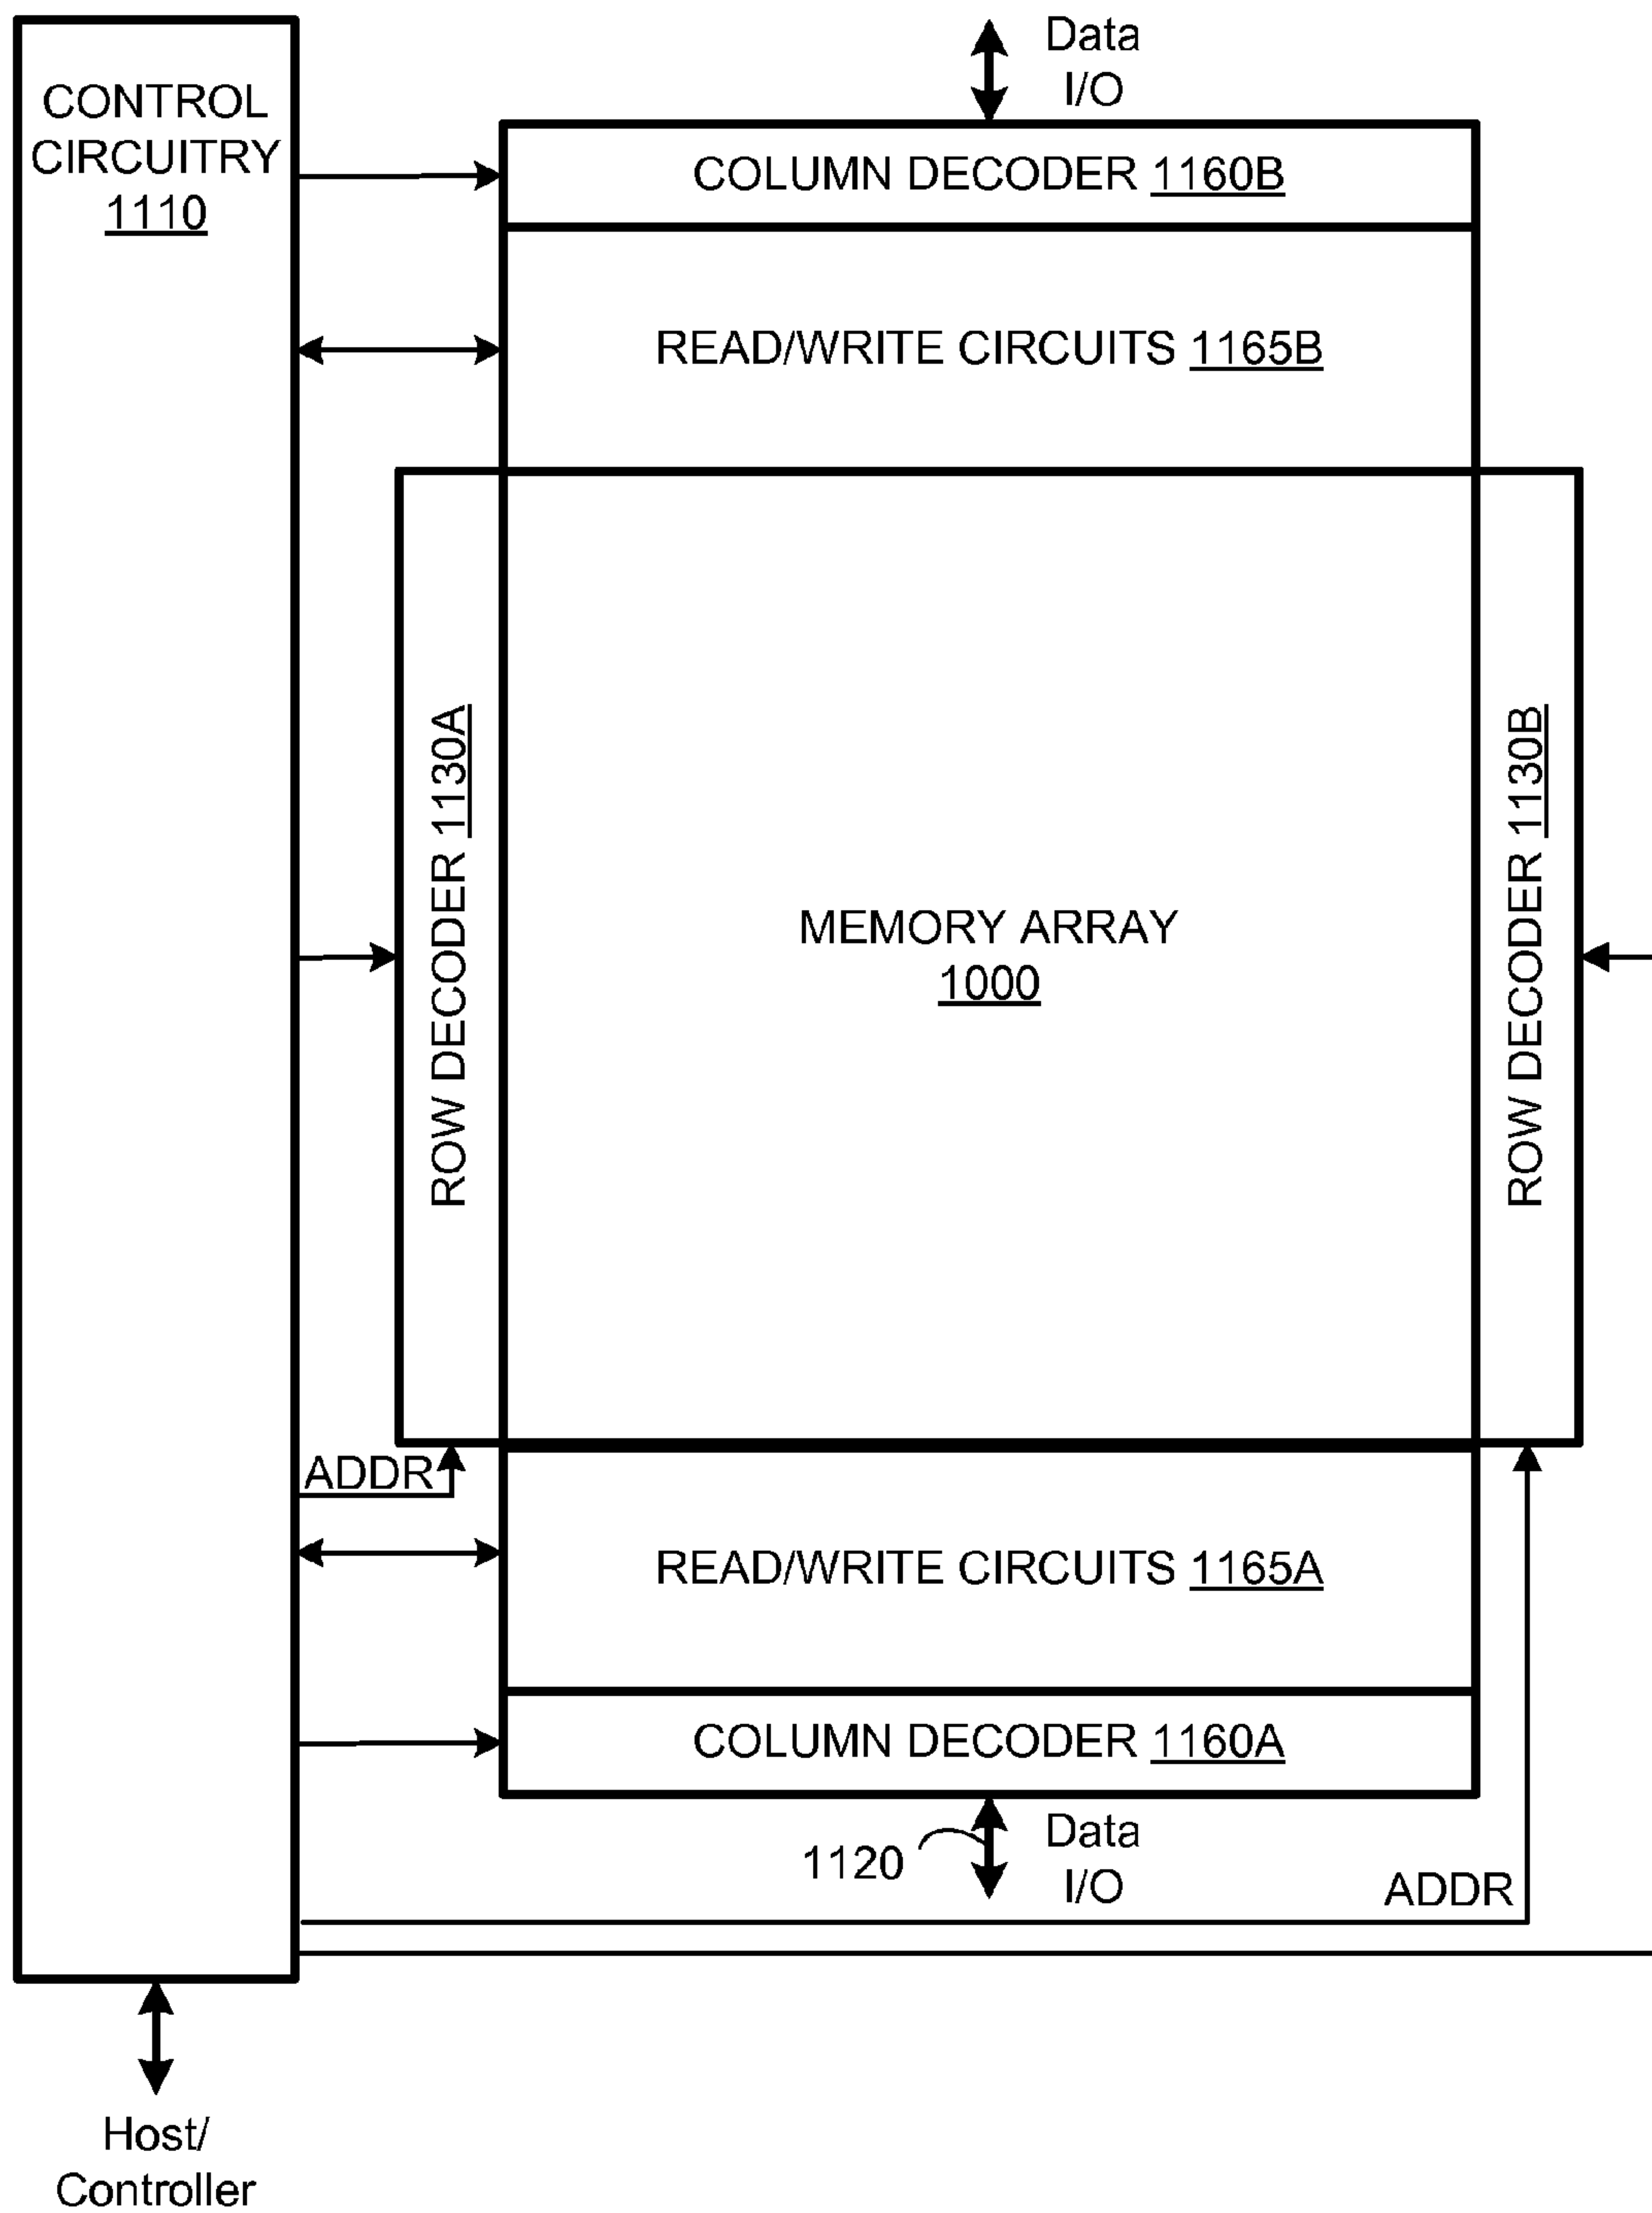 Data
I/O
CONTROL
CIRCUITRY
1110
COLUMN DECODER 1160B
READ/WRITE CIRCUITS 1165B
ROW DECODER 1130A
MEMORY ARRAY
1000
ROW DECODER 1130B
ADDR
READ/WRITE CIRCUITS 1165A
COLUMN DECODER 1160A
1120
Data
I/O
ADDR
Host/
Controller